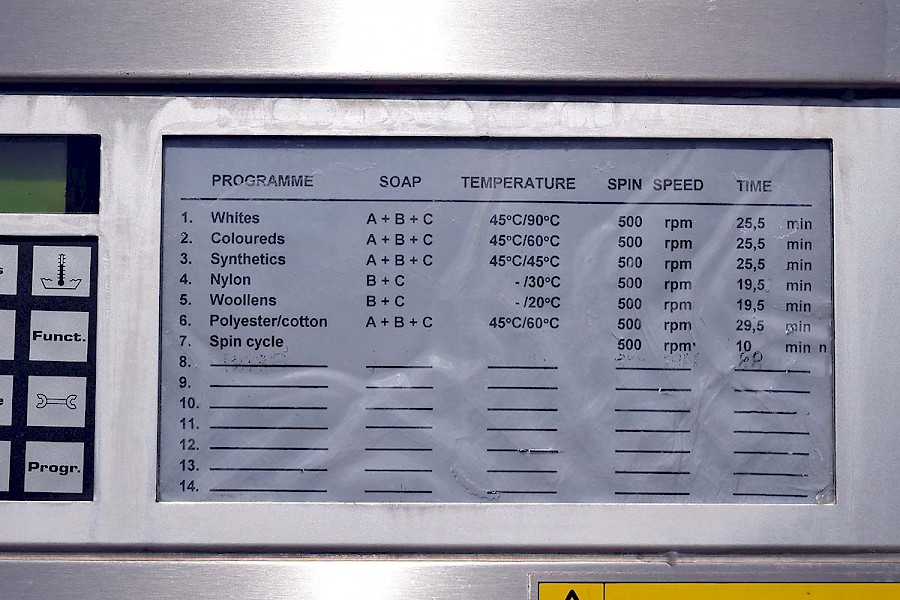 PROGRAMME SOAP TEMPERATURE SPIN SPEED TIME
1. Whites A + B + C 45°C/90°C 500 rpm 25,5 min
2. Coloureds A + B + C 45°C/60°C 500 rpm 25,5 min
3. Synthetics A + B + C 45°C/45°C 500 rpm 25,5 min
4. Nylon B + C - /30°C 500 rpm 19,5 min
5. Woollens B + C - /20°C 500 rpm 19,5 min
6. Polyester/cotton A + B + C 45°C/60°C 500 rpm 29,5 min
7. Spin cycle 500 rpm 10 min n
8.
9.
10.
11.
12.
13.
14.
Funct.
Progr.